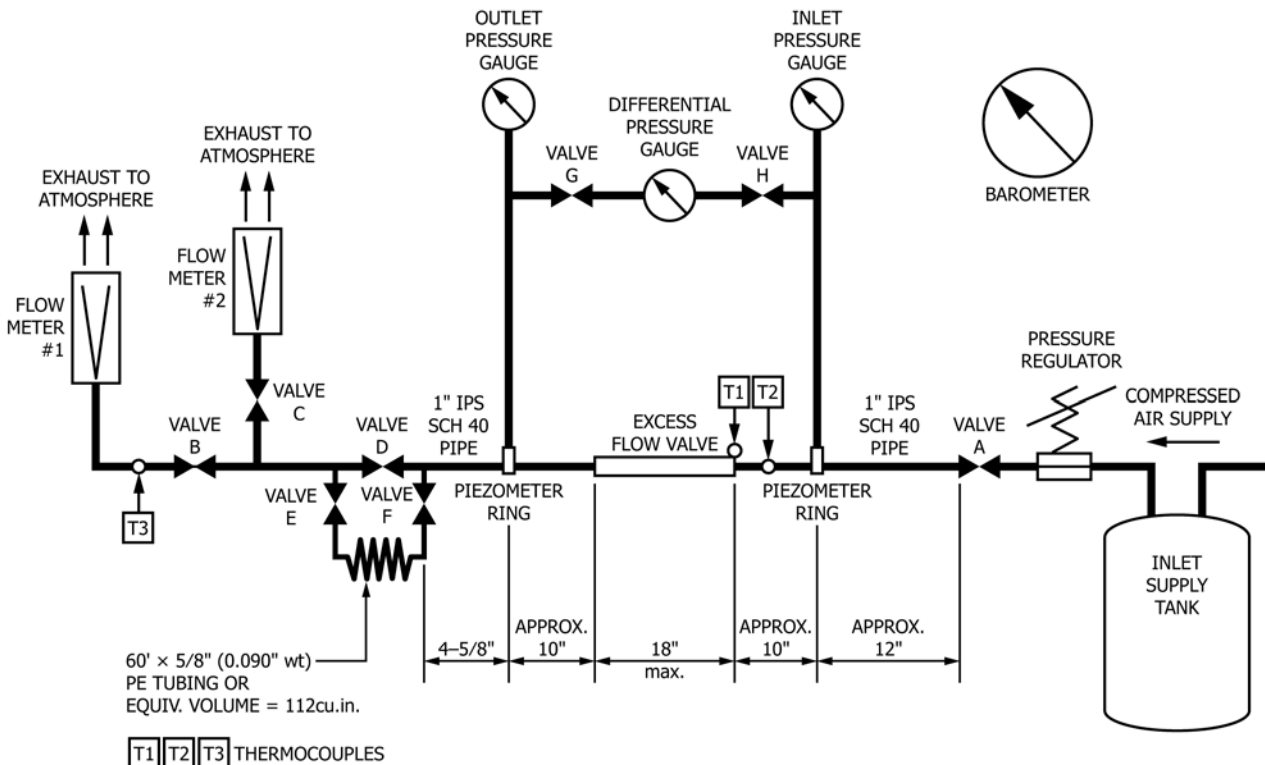 OUTLET
PRESSURE
GAUGE
INLET
PRESSURE
GAUGE
DIFFERENTIAL
PRESSURE
GAUGE
VALVE
G
VALVE
H
BAROMETER
EXHAUST TO
ATMOSPHERE
EXHAUST TO
ATMOSPHERE
FLOW
METER
#2
FLOW
METER
#1
VALVE
C
VALVE
B
VALVE
D
1" IPS
SCH 40
PIPE
EXCESS
FLOW VALVE
T1
T2
1" IPS
SCH 40
PIPE
VALVE
A
PRESSURE
REGULATOR
COMPRESSED
AIR SUPPLY
T3
VALVE
E
VALVE
F
PIEZOMETER
RING
PIEZOMETER
RING
INLET
SUPPLY
TANK
4–5/8"
APPROX.
10"
18"
max.
APPROX.
10"
APPROX.
12"
60' × 5/8" (0.090" wt)
PE TUBING OR
EQUIV. VOLUME = 112cu.in.
T1 T2 T3 THERMOCOUPLES